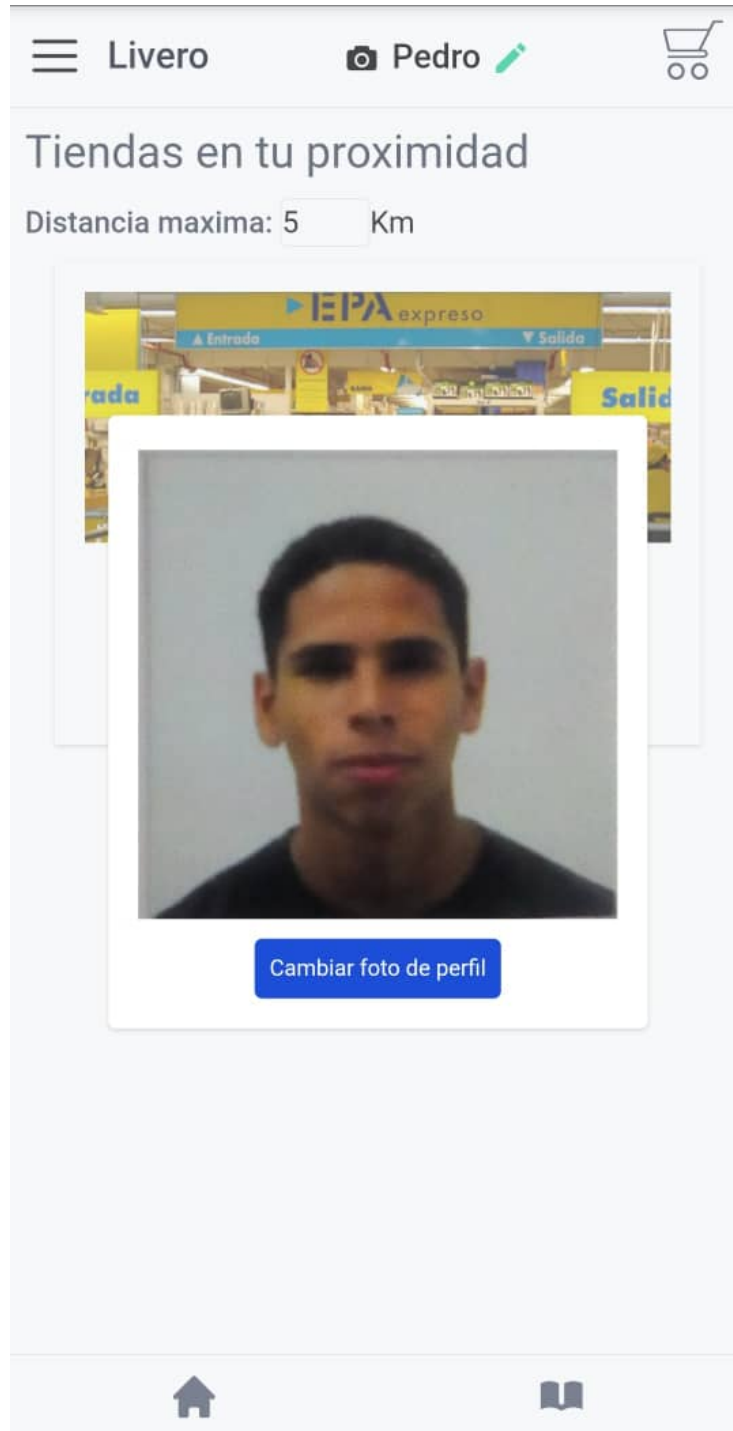 Livero
Pedro
Tiendas en tu proximidad
Distancia maxima: 5 Km
EPA expreso
Entrada
Salida
rada
Salid
Cambiar foto de perfil